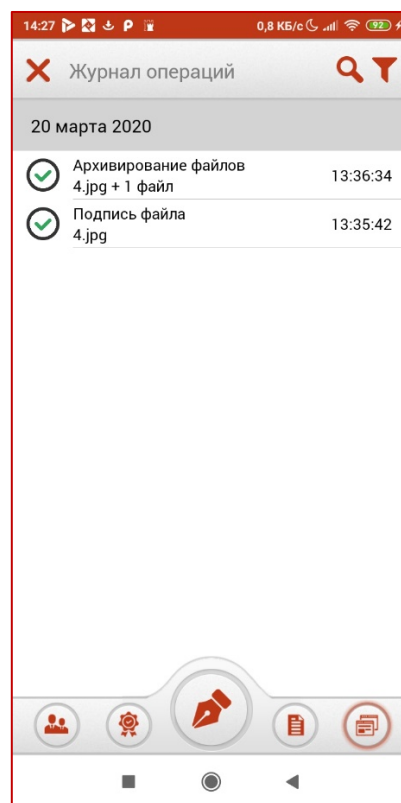 14:27 0,8 КБ/с 92
Журнал операций
20 марта 2020
Архивирование файлов
4.jpg + 1 файл
13:36:34
Подпись файла
4.jpg
13:35:42